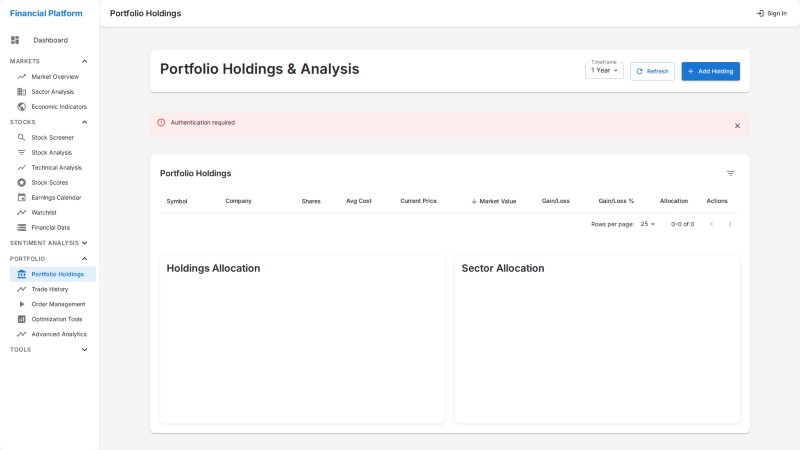 Financial Platform
Portfolio Holdings
Sign In
Dashboard
MARKETS
Market Overview
Sector Analysis
Economic Indicators
STOCKS
Stock Screener
Stock Analysis
Technical Analysis
Stock Scores
Earnings Calendar
Watchlist
Financial Data
SENTIMENT ANALYSIS
PORTFOLIO
Portfolio Holdings
Trade History
Order Management
Optimization Tools
Advanced Analytics
TOOLS
Portfolio Holdings & Analysis
Timeframe
1 Year
Refresh
Add Holding
Authentication required
Portfolio Holdings
Symbol Company Shares Avg Cost Current Price Market Value Gain/Loss Gain/Loss % Allocation Actions
Rows per page: 25 0-0 of 0
Holdings Allocation
Sector Allocation